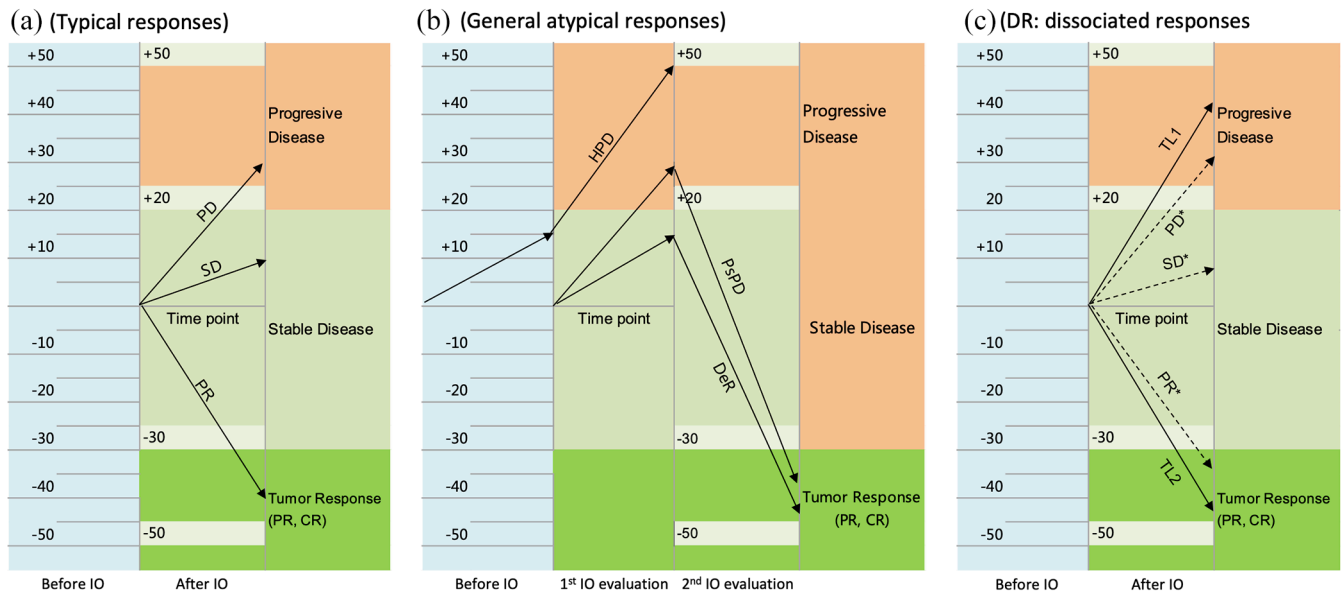 (a) (Typical responses)
+50
+40
+30
+20
+10
-10
-20
-30
-40
-50
+50
+20
-30
-50
PD
SD
PR
Time point
Progresive
Disease
Stable Disease
Tumor Response
(PR, CR)
Before IO
After IO
(b) (General atypical responses)
+50
+40
+30
+20
+10
-10
-20
-30
-40
-50
+50
+20
-30
-50
HPD
PsPD
DeR
Time point
Progressive
Disease
Stable Disease
Tumor Response
(PR, CR)
Before IO
1st IO evaluation
2nd IO evaluation
(c) (DR: dissociated responses
+50
+40
+30
20
+10
-10
-20
-30
-40
-50
+50
+20
-30
-50
TL1
PD*
SD*
PR*
TL2
Time point
Progresive
Disease
Stable Disease
Tumor Response
(PR, CR)
Before IO
After IO